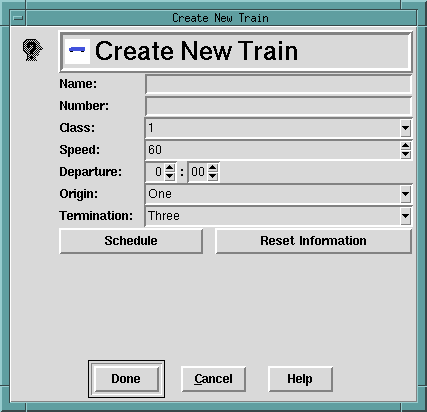 Create New Train
Create New Train
Name:
Number:
Class: 1
Speed: 60
Departure: 0 : 00
Origin: One
Termination: Three
Schedule Reset Information
Done Cancel Help